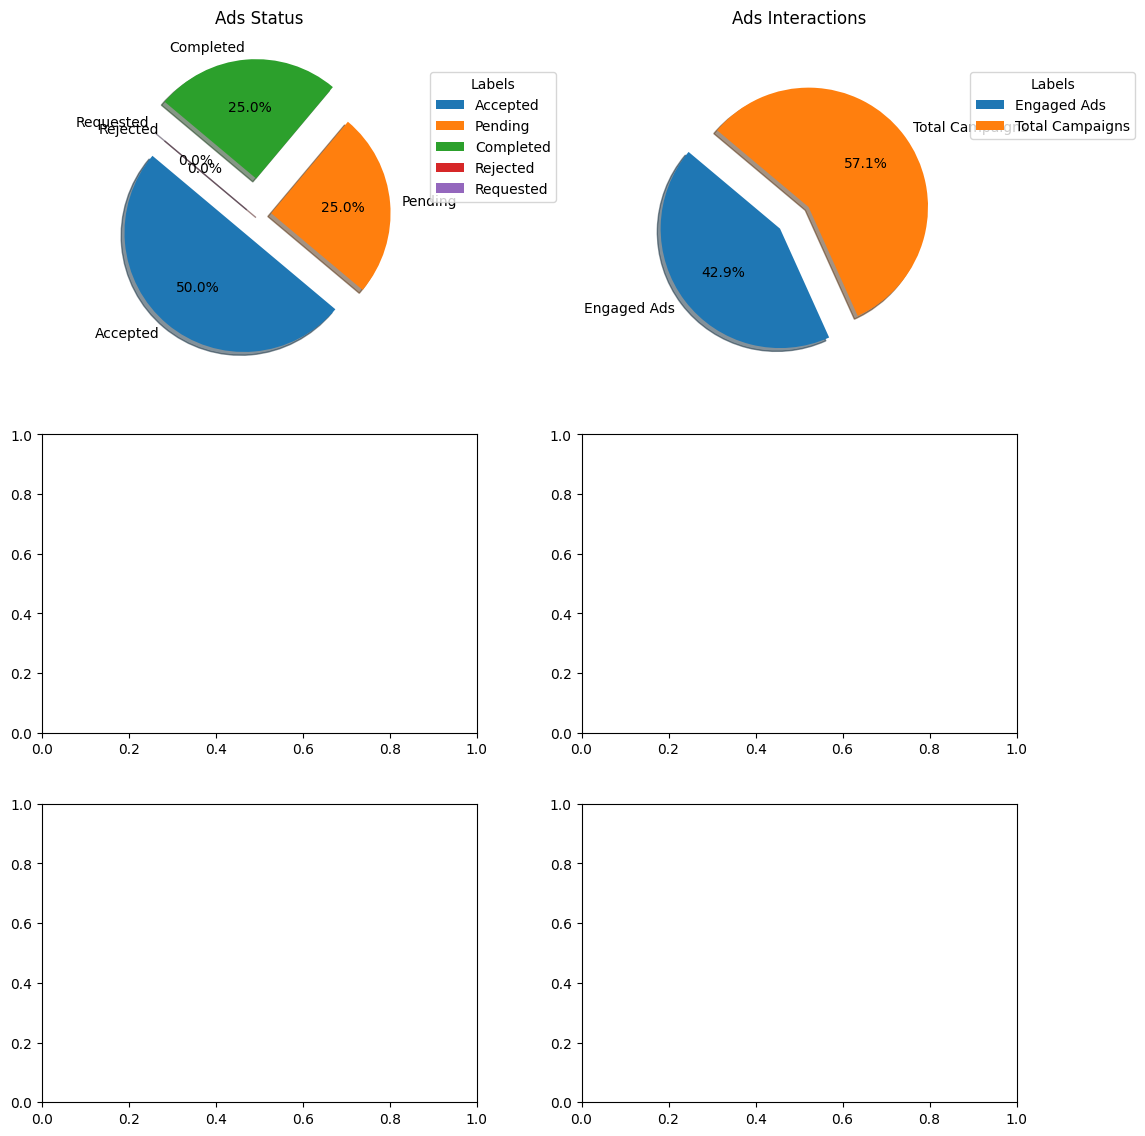 Ads Status
Completed
25.0%
Requested
Rejected
0.0%
0.0%
Pending
25.0%
50.0%
Accepted
Labels
Accepted
Pending
Completed
Rejected
Requested
Ads Interactions
Total Campaigns
57.1%
42.9%
Engaged Ads
Labels
Engaged Ads
Total Campaigns
1.0
0.8
0.6
0.4
0.2
0.0
0.0 0.2 0.4 0.6 0.8 1.0
1.0
0.8
0.6
0.4
0.2
0.0
0.0 0.2 0.4 0.6 0.8 1.0
1.0
0.8
0.6
0.4
0.2
0.0
0.0 0.2 0.4 0.6 0.8 1.0
1.0
0.8
0.6
0.4
0.2
0.0
0.0 0.2 0.4 0.6 0.8 1.0